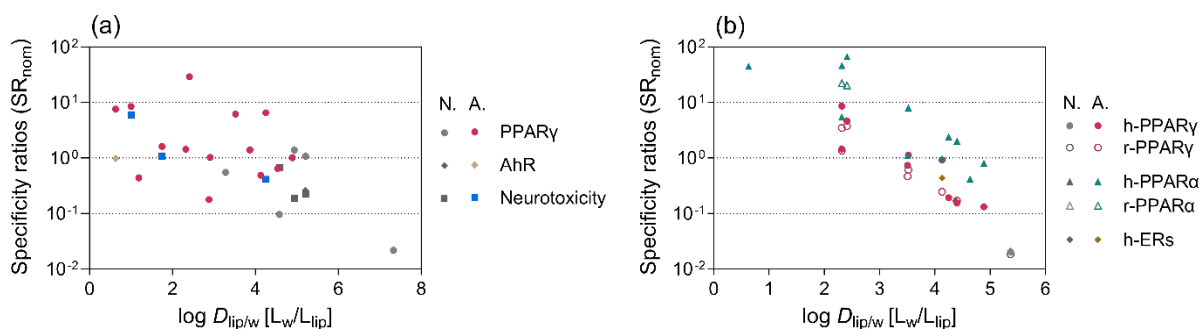 (a)
Specificity ratios (SRnom)
10²
10¹
10⁰
10⁻¹
10⁻²
0 2 4 6 8
log Dlip/w [Lw/Llip]
N. A.
PPARγ
AhR
Neurotoxicity
(b)
Specificity ratios (SRnom)
10²
10¹
10⁰
10⁻¹
10⁻²
0 1 2 3 4 5 6
log Dlip/w [Lw/Llip]
N. A.
h-PPARγ
r-PPARγ
h-PPARα
r-PPARα
h-ERs